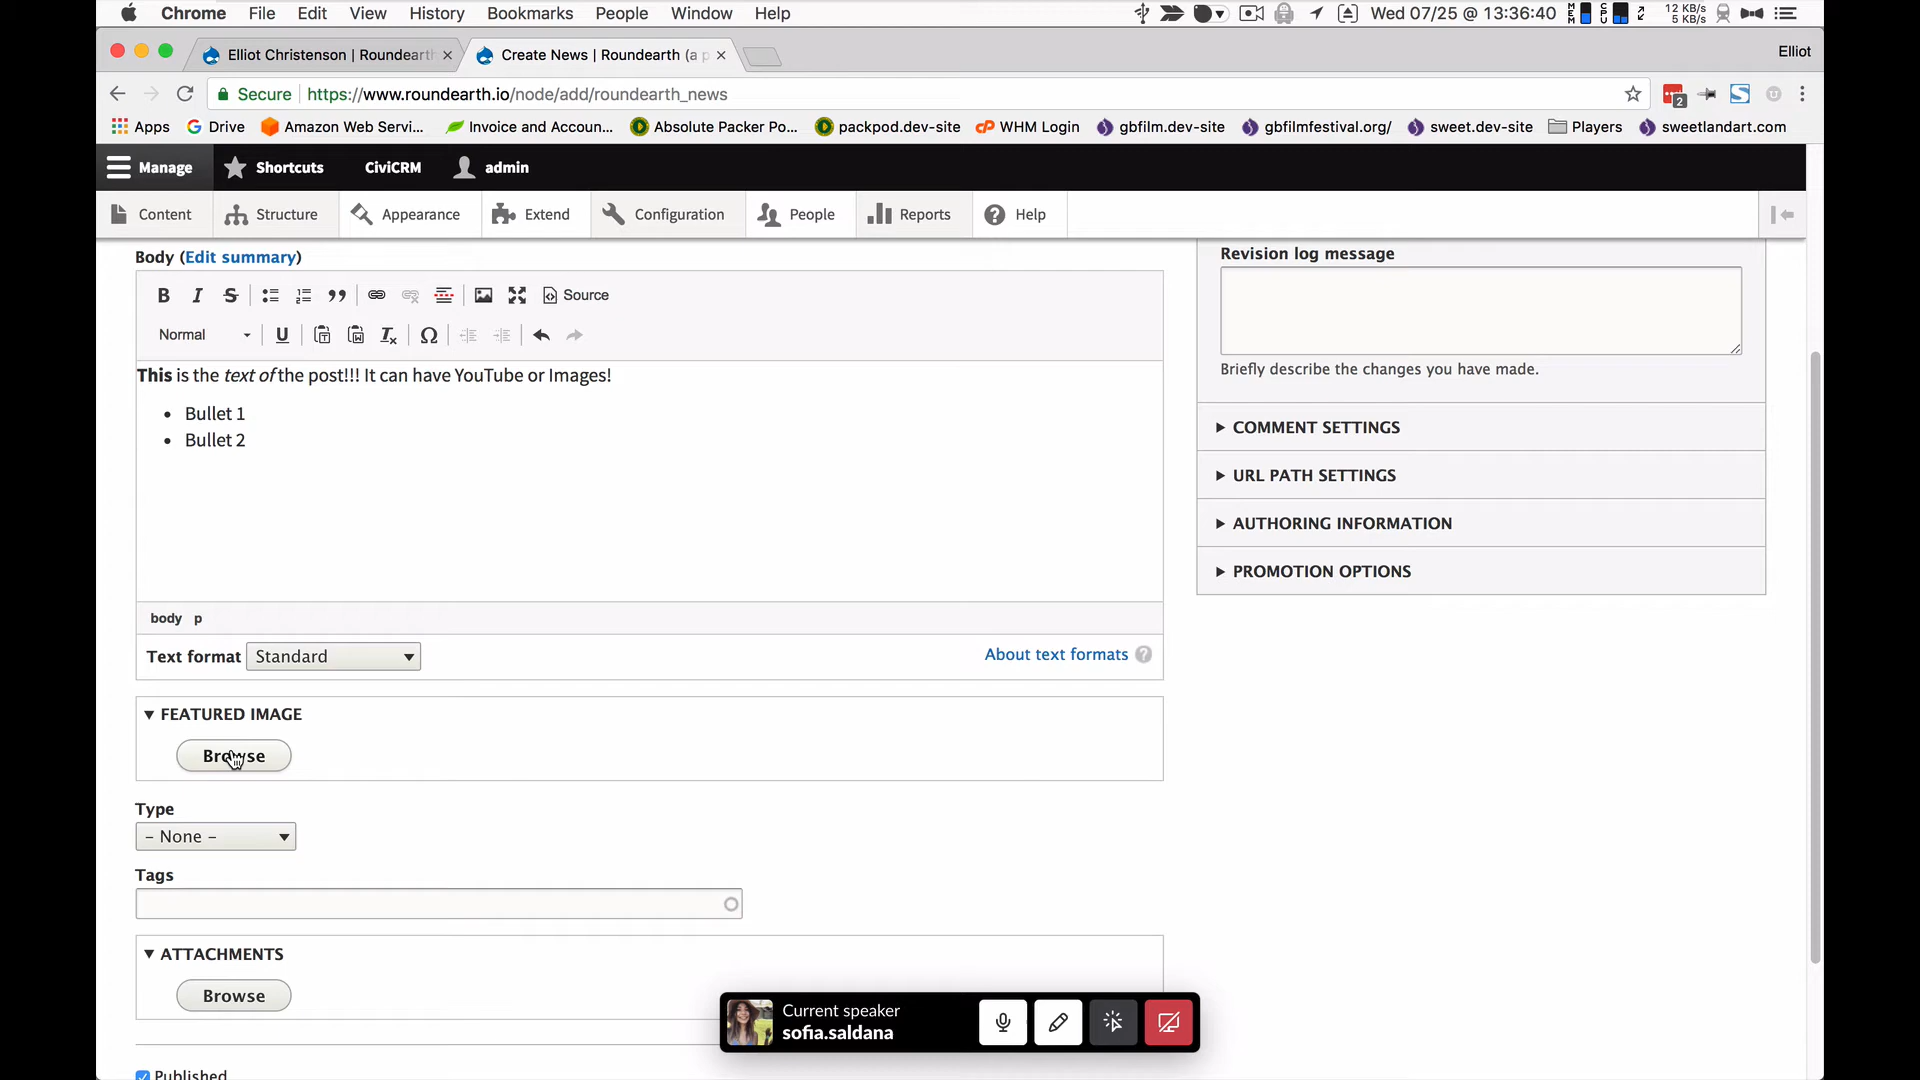 Chrome File Edit View History Bookmarks People Window Help Wed 07/25 @ 13:36:40 MEM CPU 12 KB/s 5 KB/s
Elliot Christenson | Roundearth Create News | Roundearth (a p Elliot
Secure https://www.roundearth.io/node/add/roundearth_news 2
Apps Drive Amazon Web Servi... Invoice and Accoun... Absolute Packer Po... packpod.dev-site WHM Login gbfilm.dev-site gbfilmfestival.org/ sweet.dev-site Players sweetlandart.com
Manage Shortcuts CiviCRM admin
Content Structure Appearance Extend Configuration People Reports Help
Body (Edit summary)
Source
Normal
This is the text of the post!!! It can have YouTube or Images!
• Bullet 1
• Bullet 2
body p
Text format Standard About text formats ?
FEATURED IMAGE
Browse
Type
- None -
Tags
ATTACHMENTS
Browse
Published
Revision log message
Briefly describe the changes you have made.
COMMENT SETTINGS
URL PATH SETTINGS
AUTHORING INFORMATION
PROMOTION OPTIONS
Current speaker
sofia.saldana